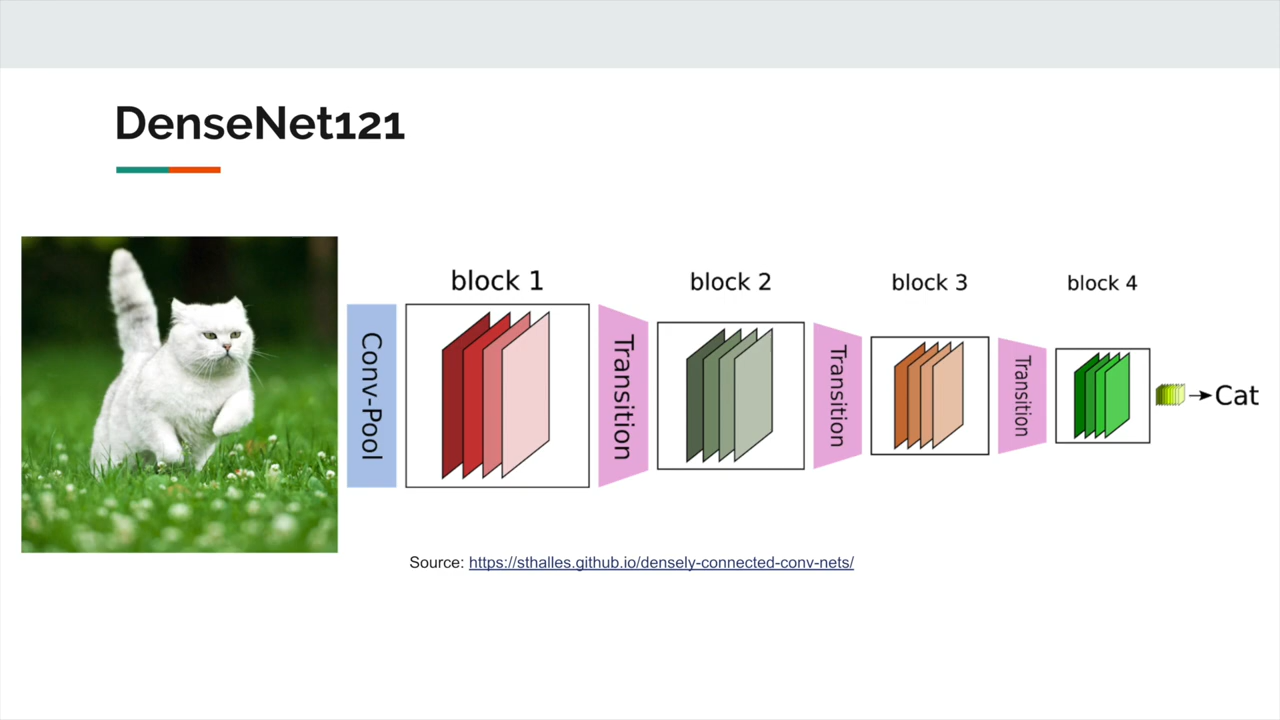 DenseNet121
block 1
block 2
block 3
block 4
Conv-Pool
Transition
Transition
Transition
Cat
Source: https://sthalles.github.io/densely-connected-conv-nets/